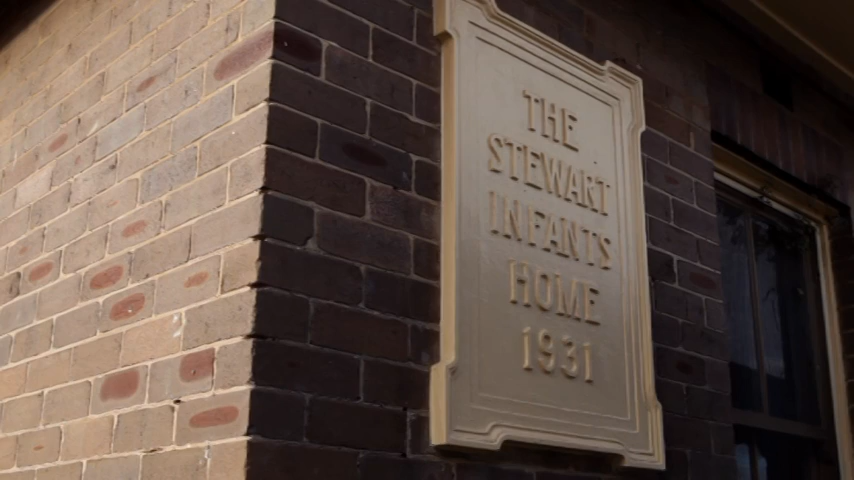 THE
STEWART
INFANTS
HOME
1931